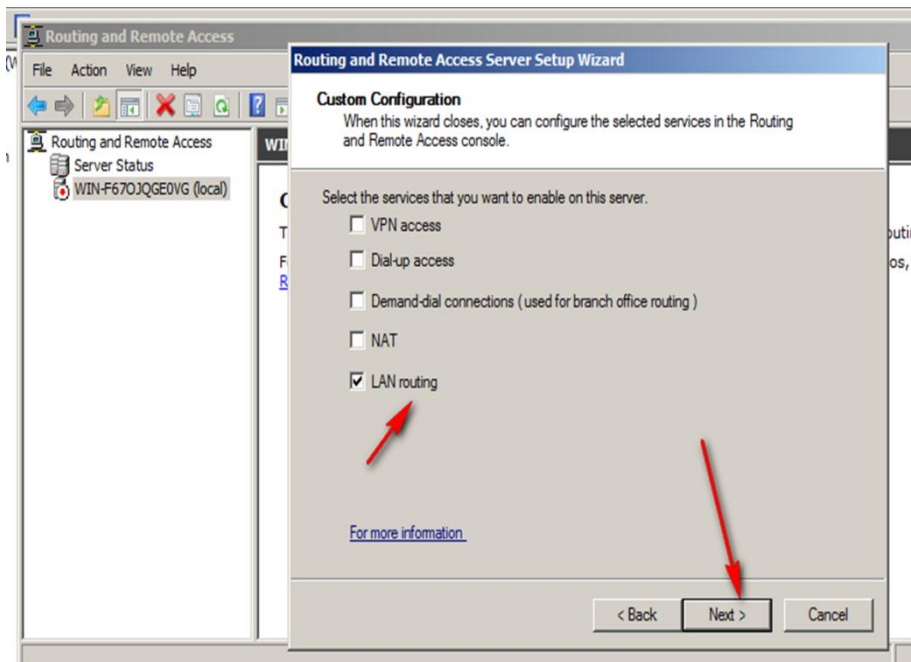 Routing and Remote Access
File Action View Help
Routing and Remote Access
Server Status
WIN-F67OJQGE0VG (local)
Routing and Remote Access Server Setup Wizard
Custom Configuration
When this wizard closes, you can configure the selected services in the Routing
and Remote Access console.
Select the services that you want to enable on this server.
VPN access
Dial-up access
Demand-dial connections (used for branch office routing )
NAT
LAN routing
For more information
< Back Next > Cancel